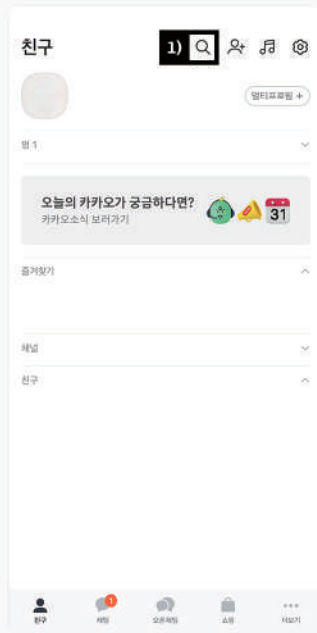 친구
1)
멀티프로필 +
펌 1
오늘의 카카오가 궁금하다면?
카카오소식 보러가기
31
즐겨찾기
채널
친구
친구
채팅
1
오픈채팅
쇼핑
더보기